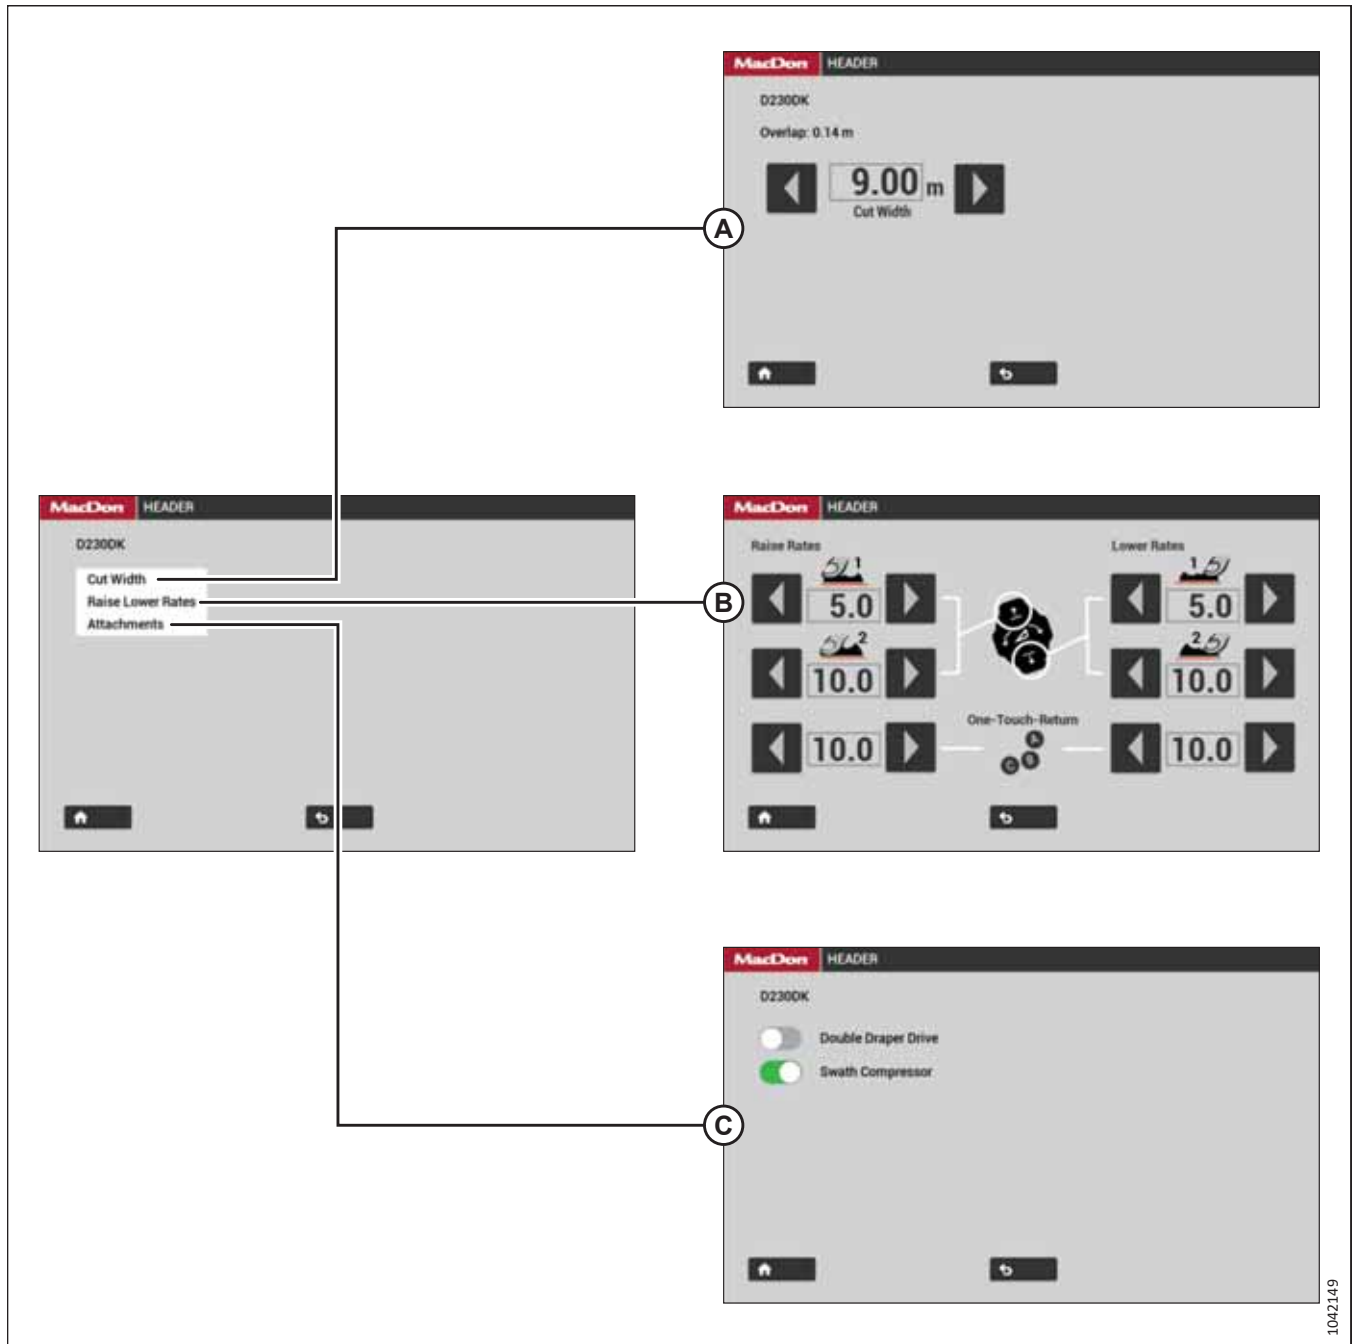 MacDon HEADER
D230DK
Overlap: 0.14 m
9.00 m
Cut Width
A
MacDon HEADER
D230DK
Cut Width
Raise Lower Rates
Attachments
MacDon HEADER
Raise Rates Lower Rates
1 1
B
5.0 5.0
2 2
10.0 10.0
One-Touch-Return
A
10.0 10.0
C B
MacDon HEADER
D230DK
Double Draper Drive
Swath Compressor
C
1042149